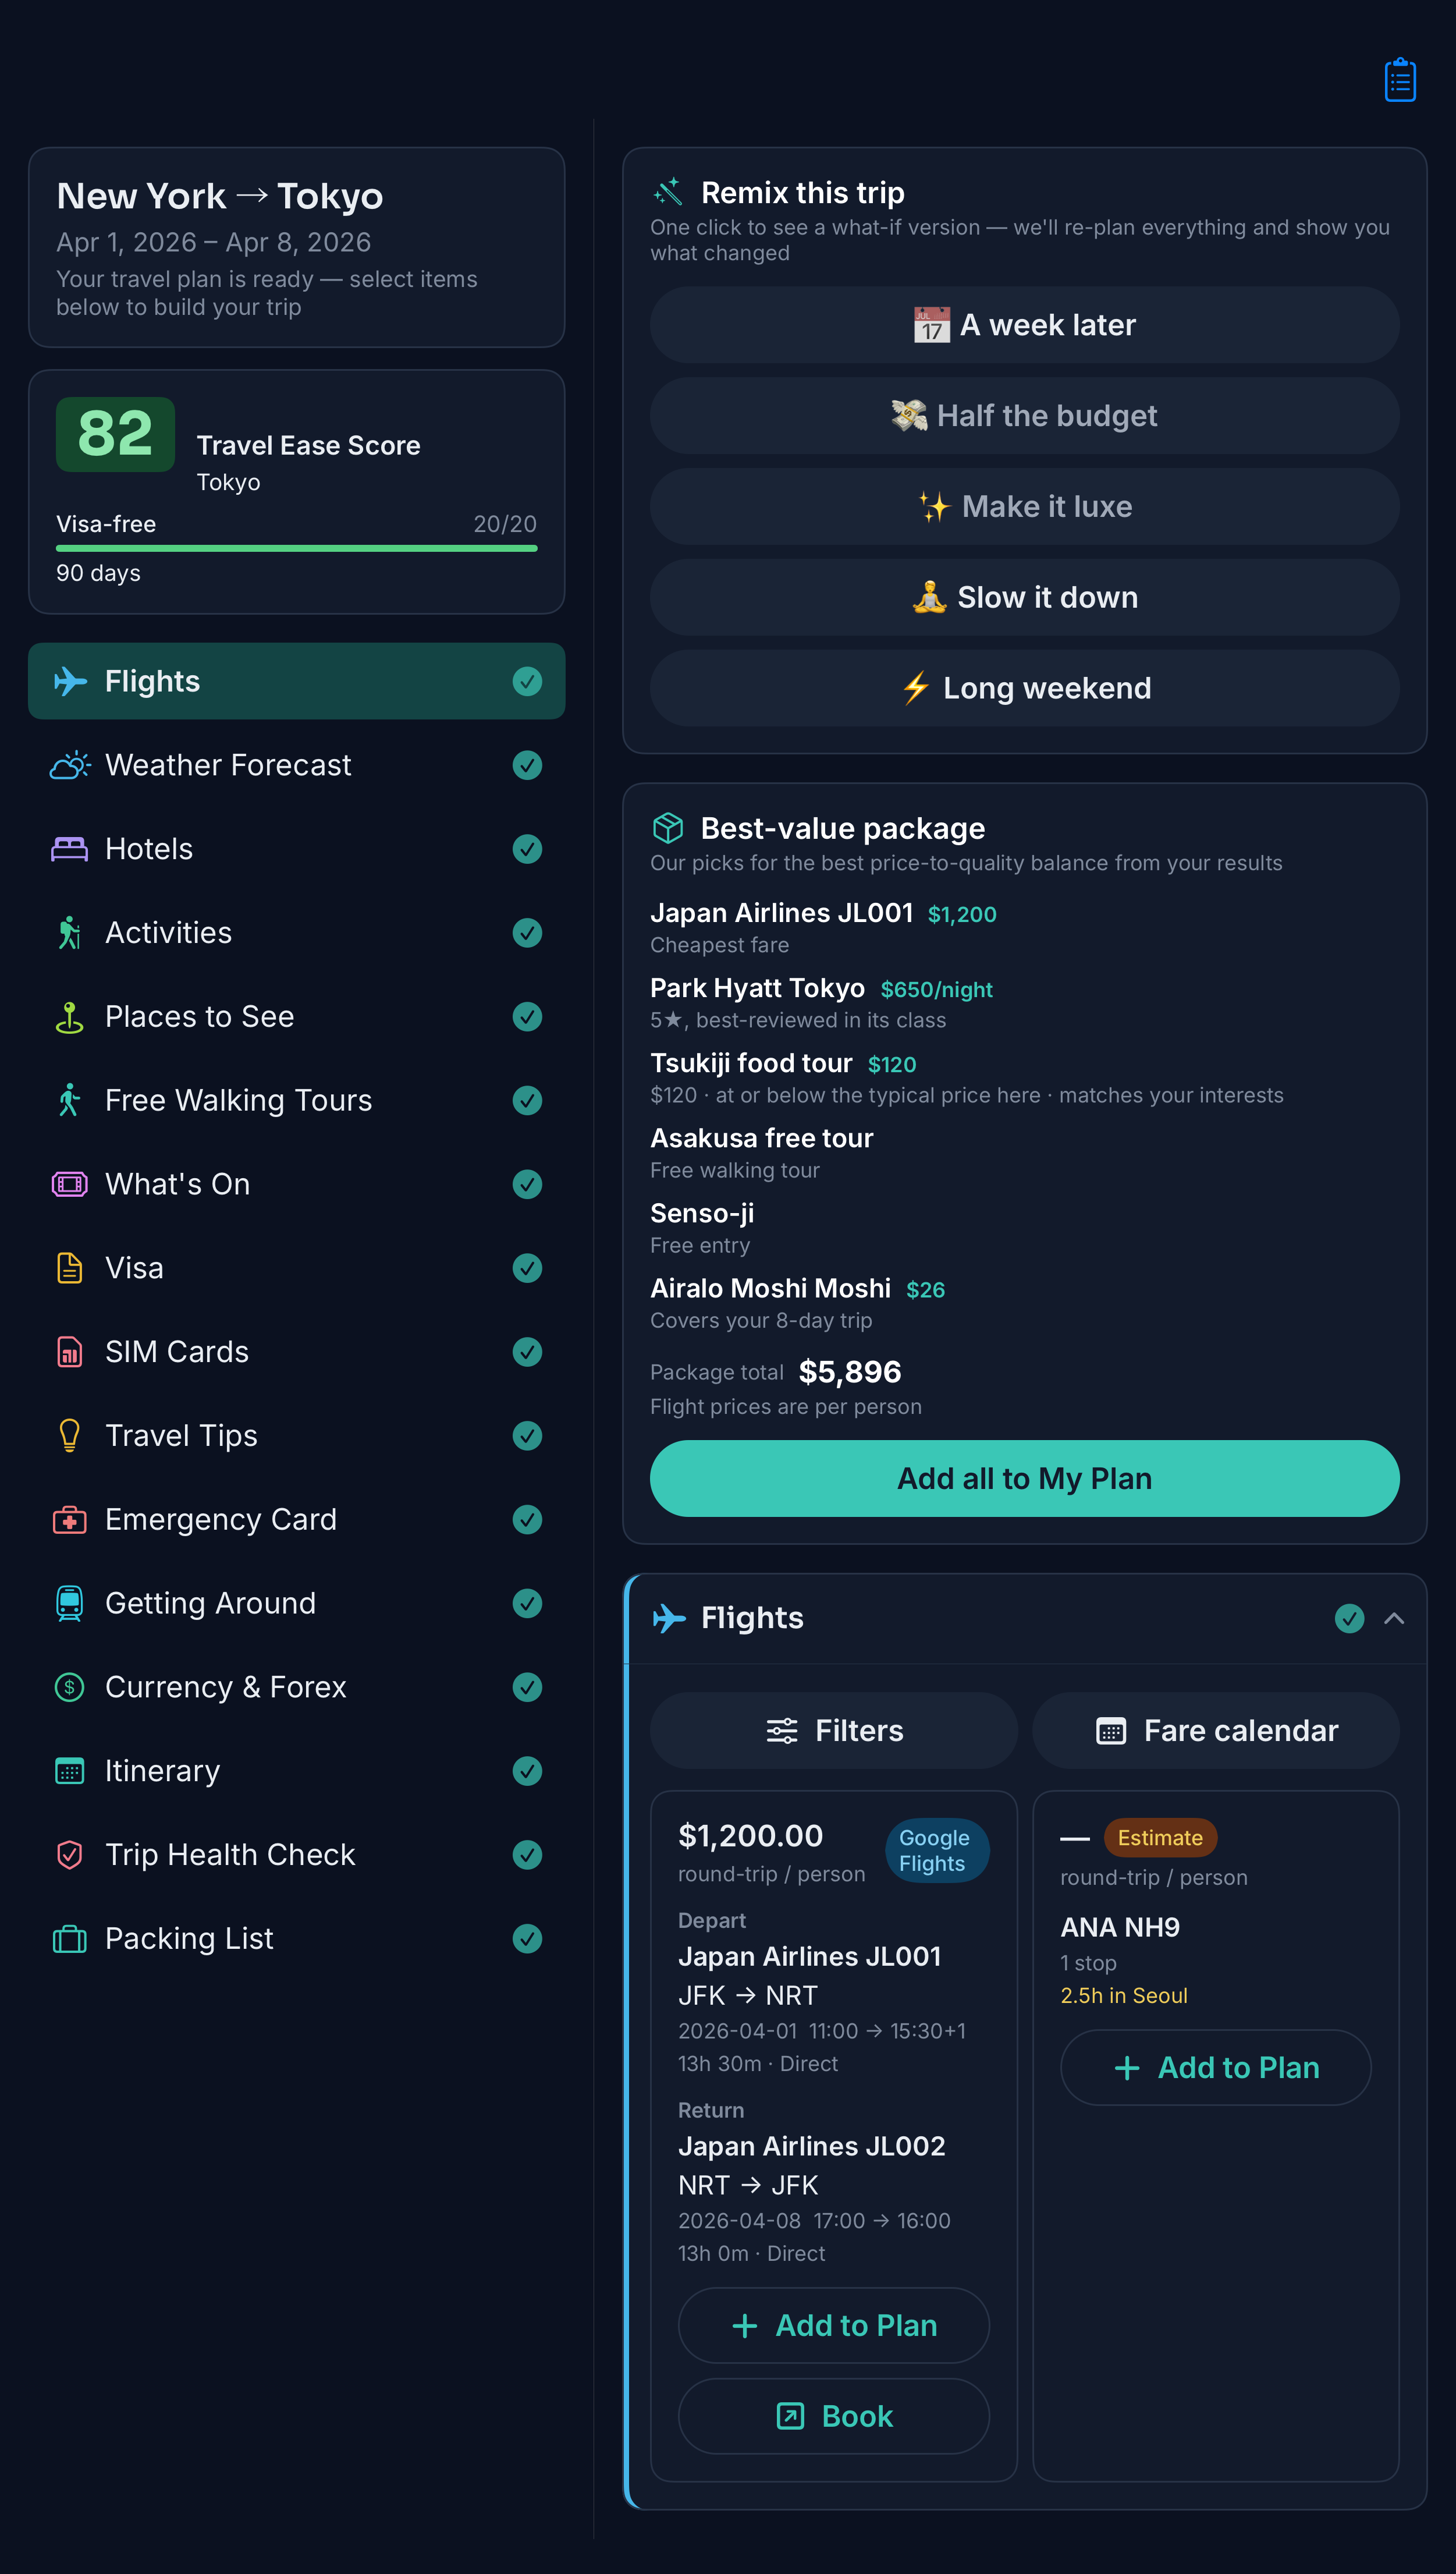 New York → Tokyo
Apr 1, 2026 – Apr 8, 2026
Your travel plan is ready — select items
below to build your trip
82
Travel Ease Score
Tokyo
Visa-free 20/20
90 days
Flights
Weather Forecast
Hotels
Activities
Places to See
Free Walking Tours
What's On
Visa
SIM Cards
Travel Tips
Emergency Card
Getting Around
Currency & Forex
Itinerary
Trip Health Check
Packing List
Remix this trip
One click to see a what-if version — we'll re-plan everything and show you
what changed
📅 A week later
💸 Half the budget
✨ Make it luxe
🧘 Slow it down
⚡ Long weekend
Best-value package
Our picks for the best price-to-quality balance from your results
Japan Airlines JL001 $1,200
Cheapest fare
Park Hyatt Tokyo $650/night
5★, best-reviewed in its class
Tsukiji food tour $120
$120 · at or below the typical price here · matches your interests
Asakusa free tour
Free walking tour
Senso-ji
Free entry
Airalo Moshi Moshi $26
Covers your 8-day trip
Package total $5,896
Flight prices are per person
Add all to My Plan
Flights
Filters
Fare calendar
$1,200.00
round-trip / person
Google
Flights
Depart
Japan Airlines JL001
JFK → NRT
2026-04-01 11:00 → 15:30+1
13h 30m · Direct
Return
Japan Airlines JL002
NRT → JFK
2026-04-08 17:00 → 16:00
13h 0m · Direct
+ Add to Plan
Book
— Estimate
round-trip / person
ANA NH9
1 stop
2.5h in Seoul
+ Add to Plan